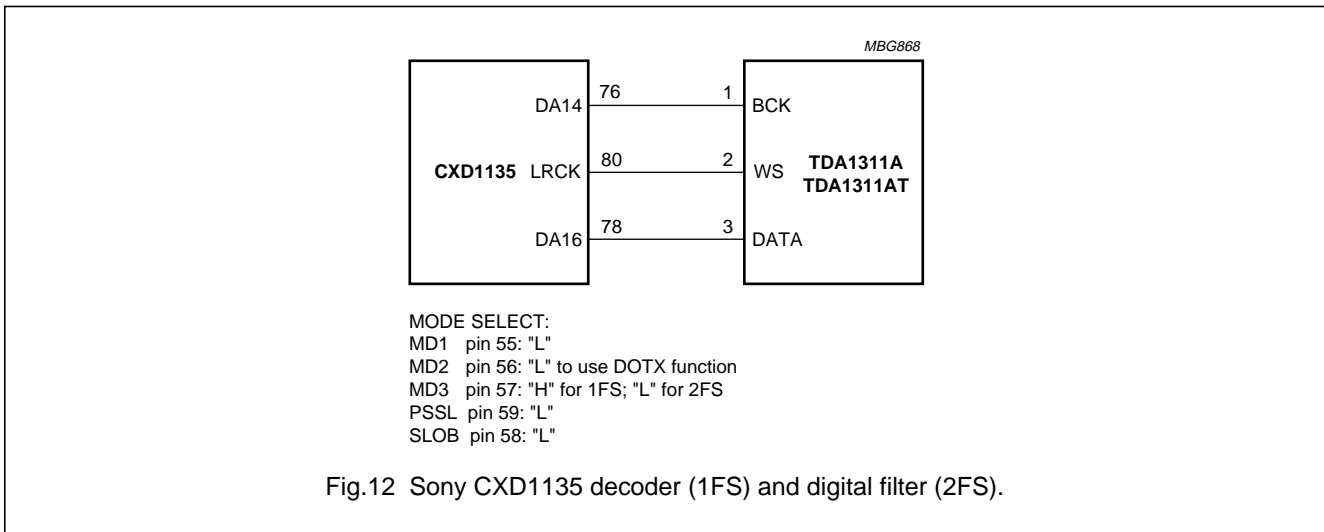 MBG868
DA14 76 1 BCK
CXD1135 LRCK 80 2 WS TDA1311A
TDA1311AT
DA16 78 3 DATA
MODE SELECT:
MD1 pin 55: "L"
MD2 pin 56: "L" to use DOTX function
MD3 pin 57: "H" for 1FS; "L" for 2FS
PSSL pin 59: "L"
SLOB pin 58: "L"
Fig.12 Sony CXD1135 decoder (1FS) and digital filter (2FS).